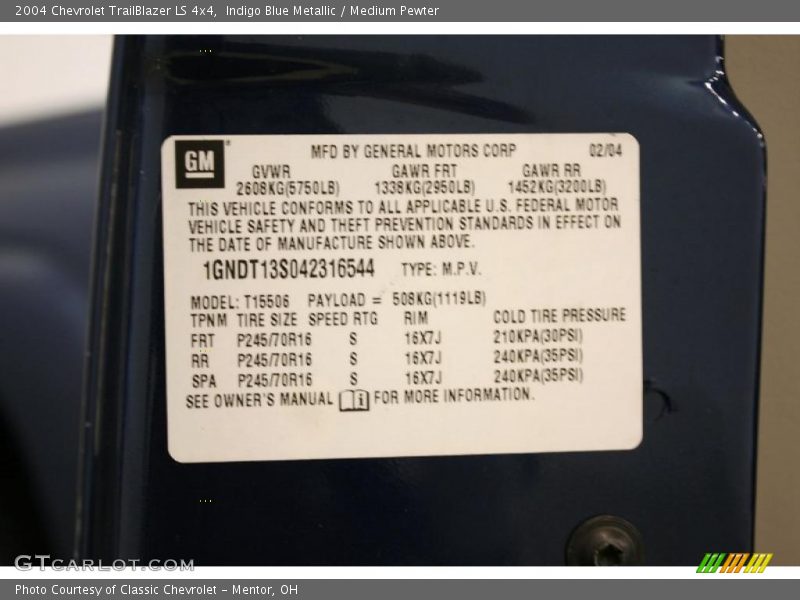 2004 Chevrolet TrailBlazer LS 4x4,  Indigo Blue Metallic / Medium Pewter
GM MFD BY GENERAL MOTORS CORP 02/04
GVWR GAWR FRT GAWR RR
2608KG(5750LB) 1338KG(2950LB) 1452KG(3200LB)
THIS VEHICLE CONFORMS TO ALL APPLICABLE U.S. FEDERAL MOTOR
VEHICLE SAFETY AND THEFT PREVENTION STANDARDS IN EFFECT ON
THE DATE OF MANUFACTURE SHOWN ABOVE.
1GNDT13S042316544 TYPE: M.P.V.
MODEL: T15506 PAYLOAD = 508KG(1119LB)
TPNM TIRE SIZE SPEED RTG RIM COLD TIRE PRESSURE
FRT P245/70R16 S 16X7J 210KPA(30PSI)
RR P245/70R16 S 16X7J 240KPA(35PSI)
SPA P245/70R16 S 16X7J 240KPA(35PSI)
SEE OWNER'S MANUAL i FOR MORE INFORMATION.
GTCarLot.com
Photo Courtesy of Classic Chevrolet - Mentor, OH